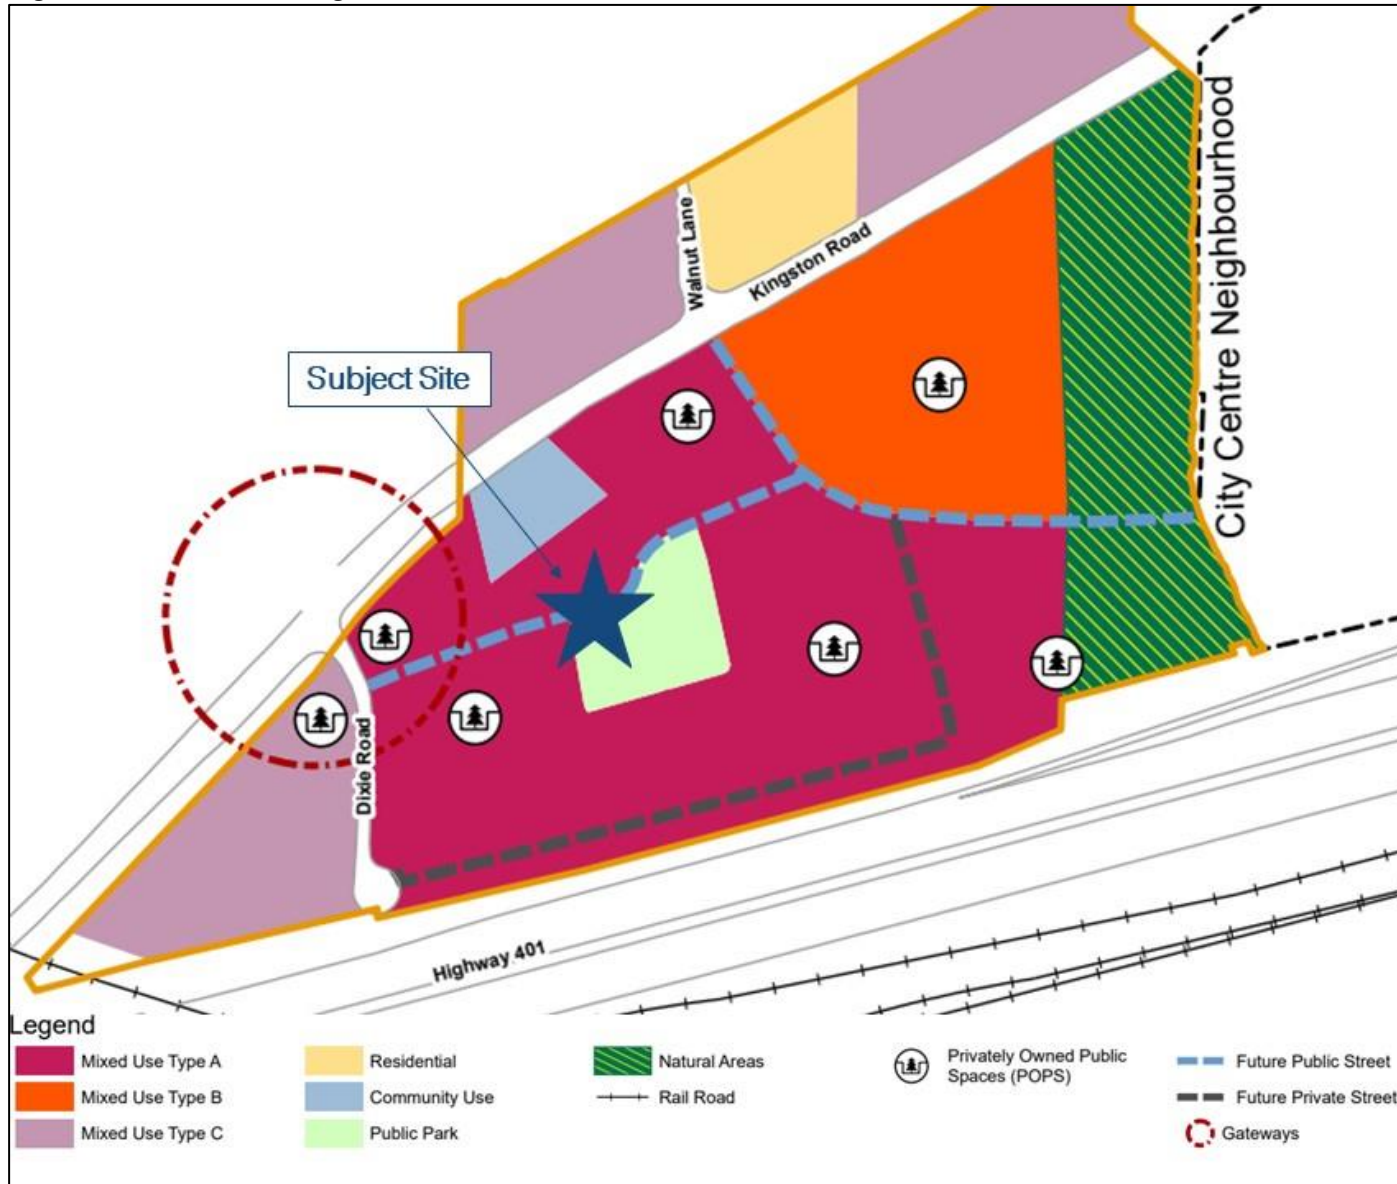 City Centre Neighbourhood
Walnut Lane
Kingston Road
Subject Site
Dixie Road
Highway 401
Legend
Mixed Use Type A
Mixed Use Type B
Mixed Use Type C
Residential
Community Use
Public Park
Natural Areas
Rail Road
Privately Owned Public
Spaces (POPS)
Future Public Street
Future Private Street
Gateways